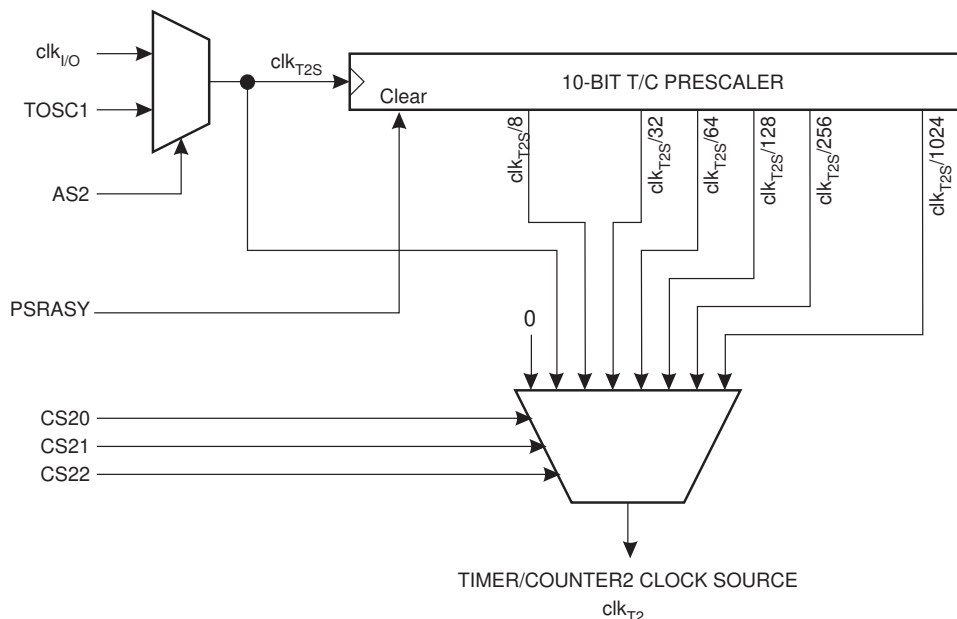 clkI/O
clkT2S
10-BIT T/C PRESCALER
TOSC1
Clear
clkT2S/8
clkT2S/32
clkT2S/64
clkT2S/128
clkT2S/256
clkT2S/1024
AS2
PSRASY
0
CS20
CS21
CS22
TIMER/COUNTER2 CLOCK SOURCE
clkT2